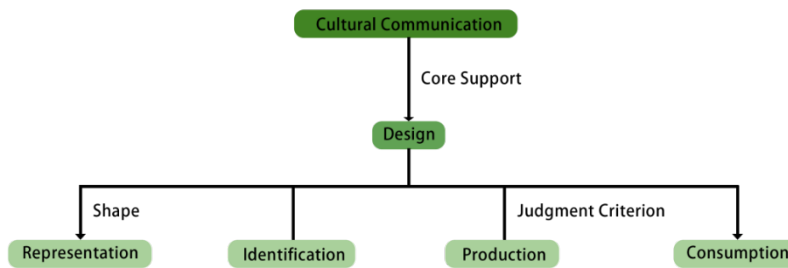 Cultural Communication
Core Support
Design
Shape
Judgment Criterion
Representation
Identification
Production
Consumption